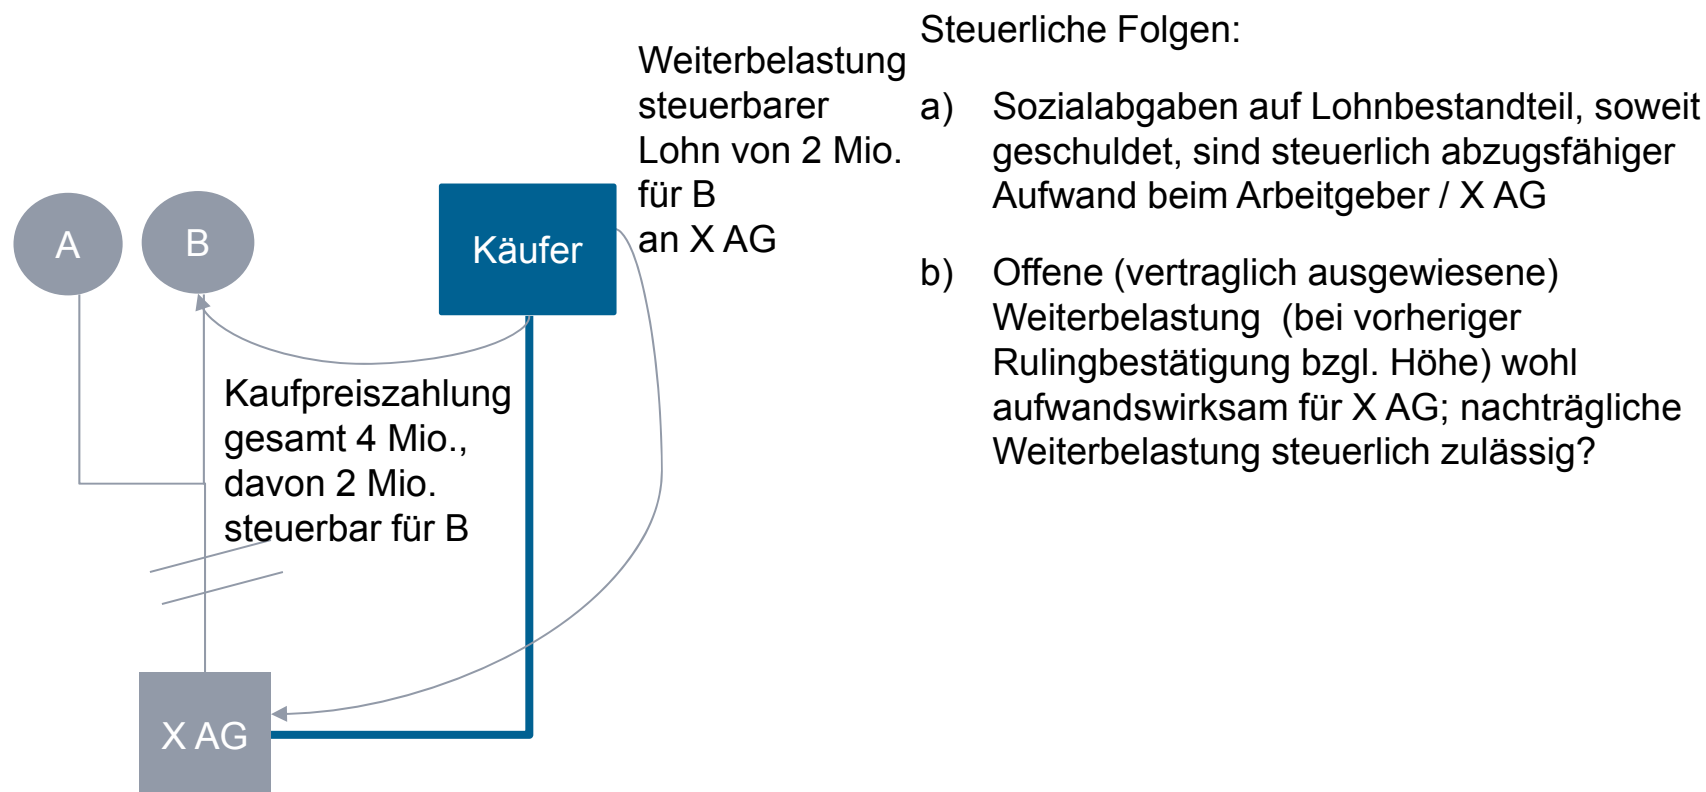 Steuerliche Folgen:
Weiterbelastung
steuerbarer
Lohn von 2 Mio.
für B
an X AG
a) Sozialabgaben auf Lohnbestandteil, soweit
geschuldet, sind steuerlich abzugsfähiger
Aufwand beim Arbeitgeber / X AG
A
B
Käufer
b) Offene (vertraglich ausgewiesene)
Weiterbelastung (bei vorheriger
Rulingbestätigung bzgl. Höhe) wohl
aufwandswirksam für X AG; nachträgliche
Weiterbelastung steuerlich zulässig?
Kaufpreiszahlung
gesamt 4 Mio.,
davon 2 Mio.
steuerbar für B
X AG